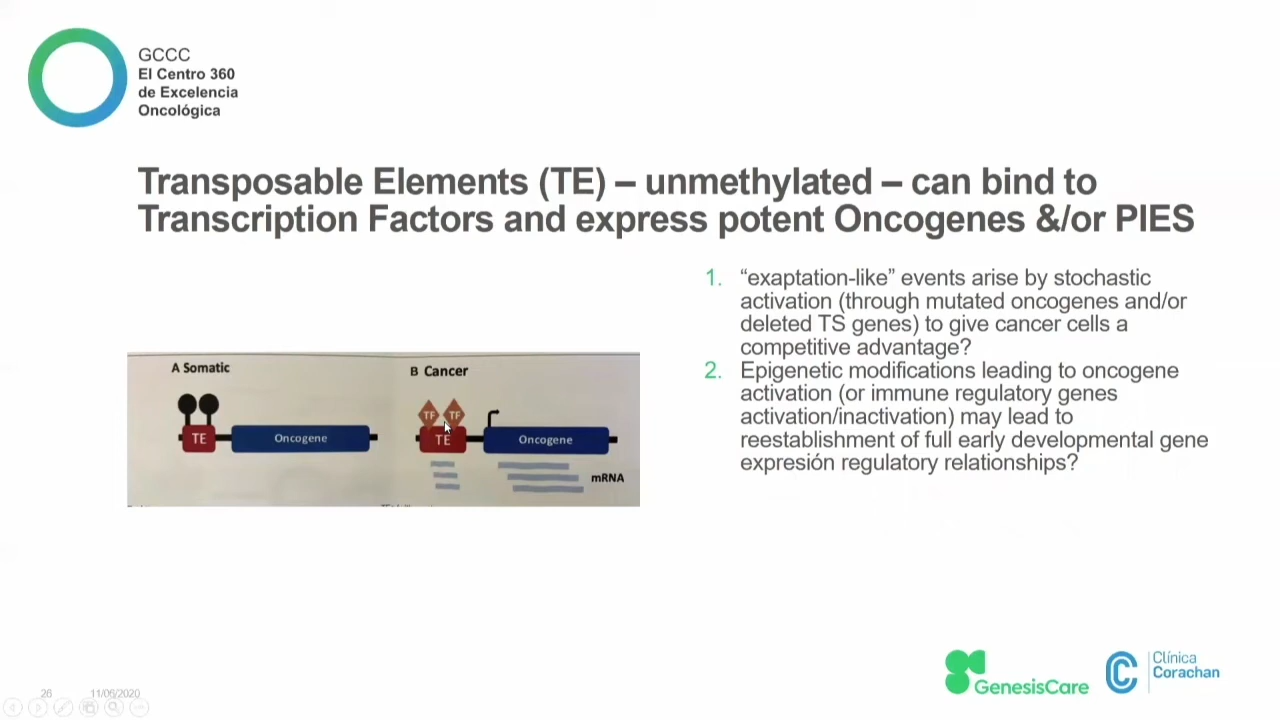 GCCC
El Centro 360
de Excelencia
Oncológica
Transposable Elements (TE) – unmethylated – can bind to
Transcription Factors and express potent Oncogenes &/or PIES
1. “exaptation-like” events arise by stochastic
activation (through mutated oncogenes and/or
deleted TS genes) to give cancer cells a
competitive advantage?
2. Epigenetic modifications leading to oncogene
activation (or immune regulatory genes
activation/inactivation) may lead to
reestablishment of full early developmental gene
expresión regulatory relationships?
A Somatic
TE
Oncogene
B Cancer
TF TF
TE
Oncogene
mRNA
GenesisCare
Clínica
Corachan
26 11/06/2020